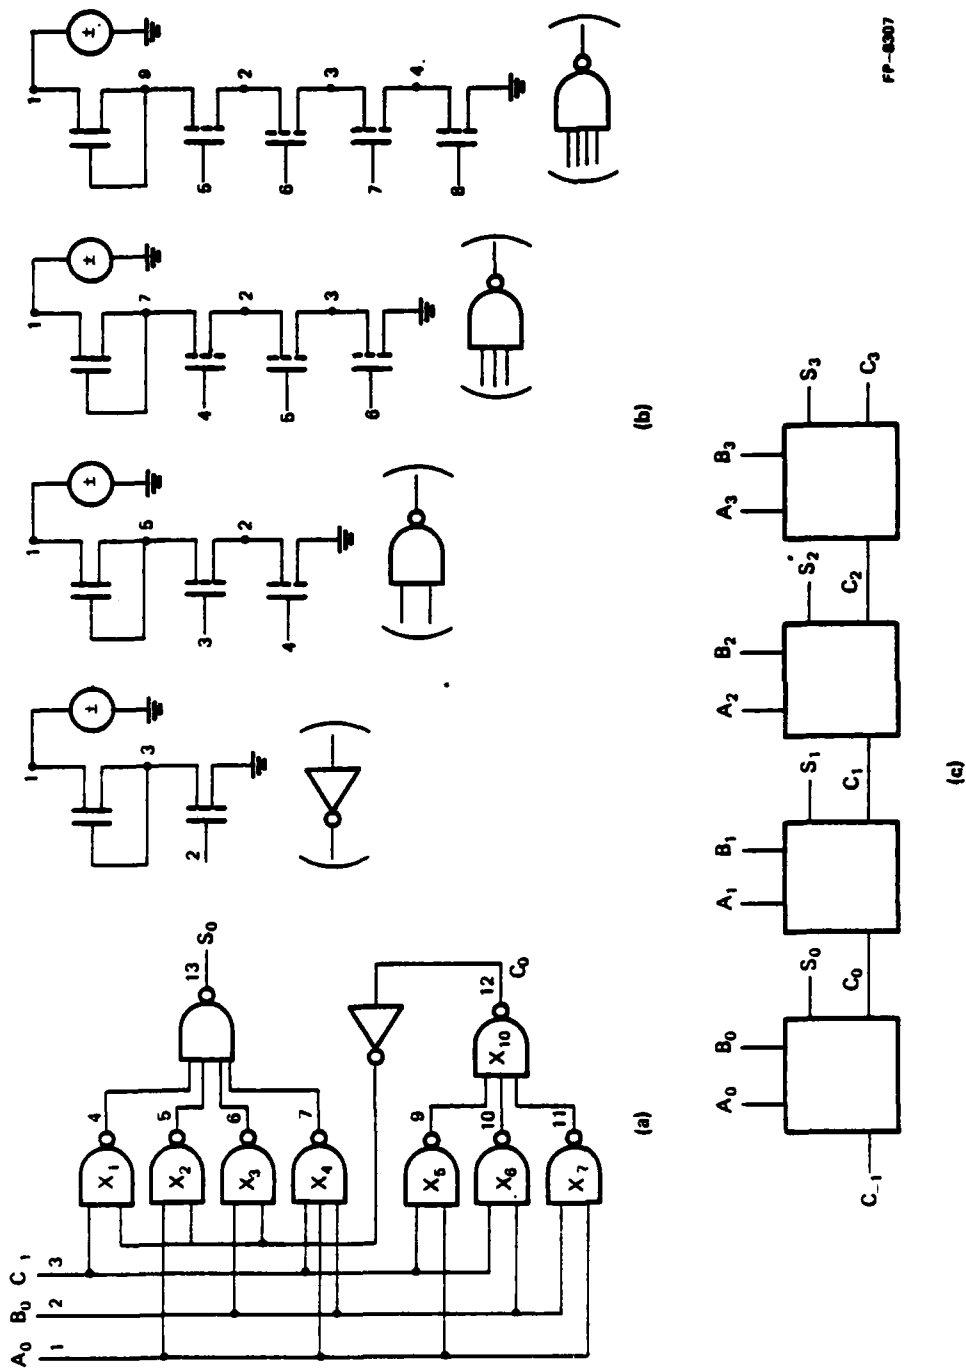 A₀ B₀ C ₁
1 2 3
X₁
X₂
X₃
X₄
X₅
X₆
X₇
4
5
6
7
9
10
11
X₁₀
13 S₀
12
C₀
(a)
1
±
3
2
1
±
5
3
2
4
1
±
7
4
2
5
3
6
1
±
9
5
2
6
3
7
4
8
(b)
A₀ B₀
A₁ B₁
A₂ B₂
A₃ B₃
S₀
S₁
S₂
S₃
C₋₁
C₀
C₁
C₂
C₃
(c)
FP-8307